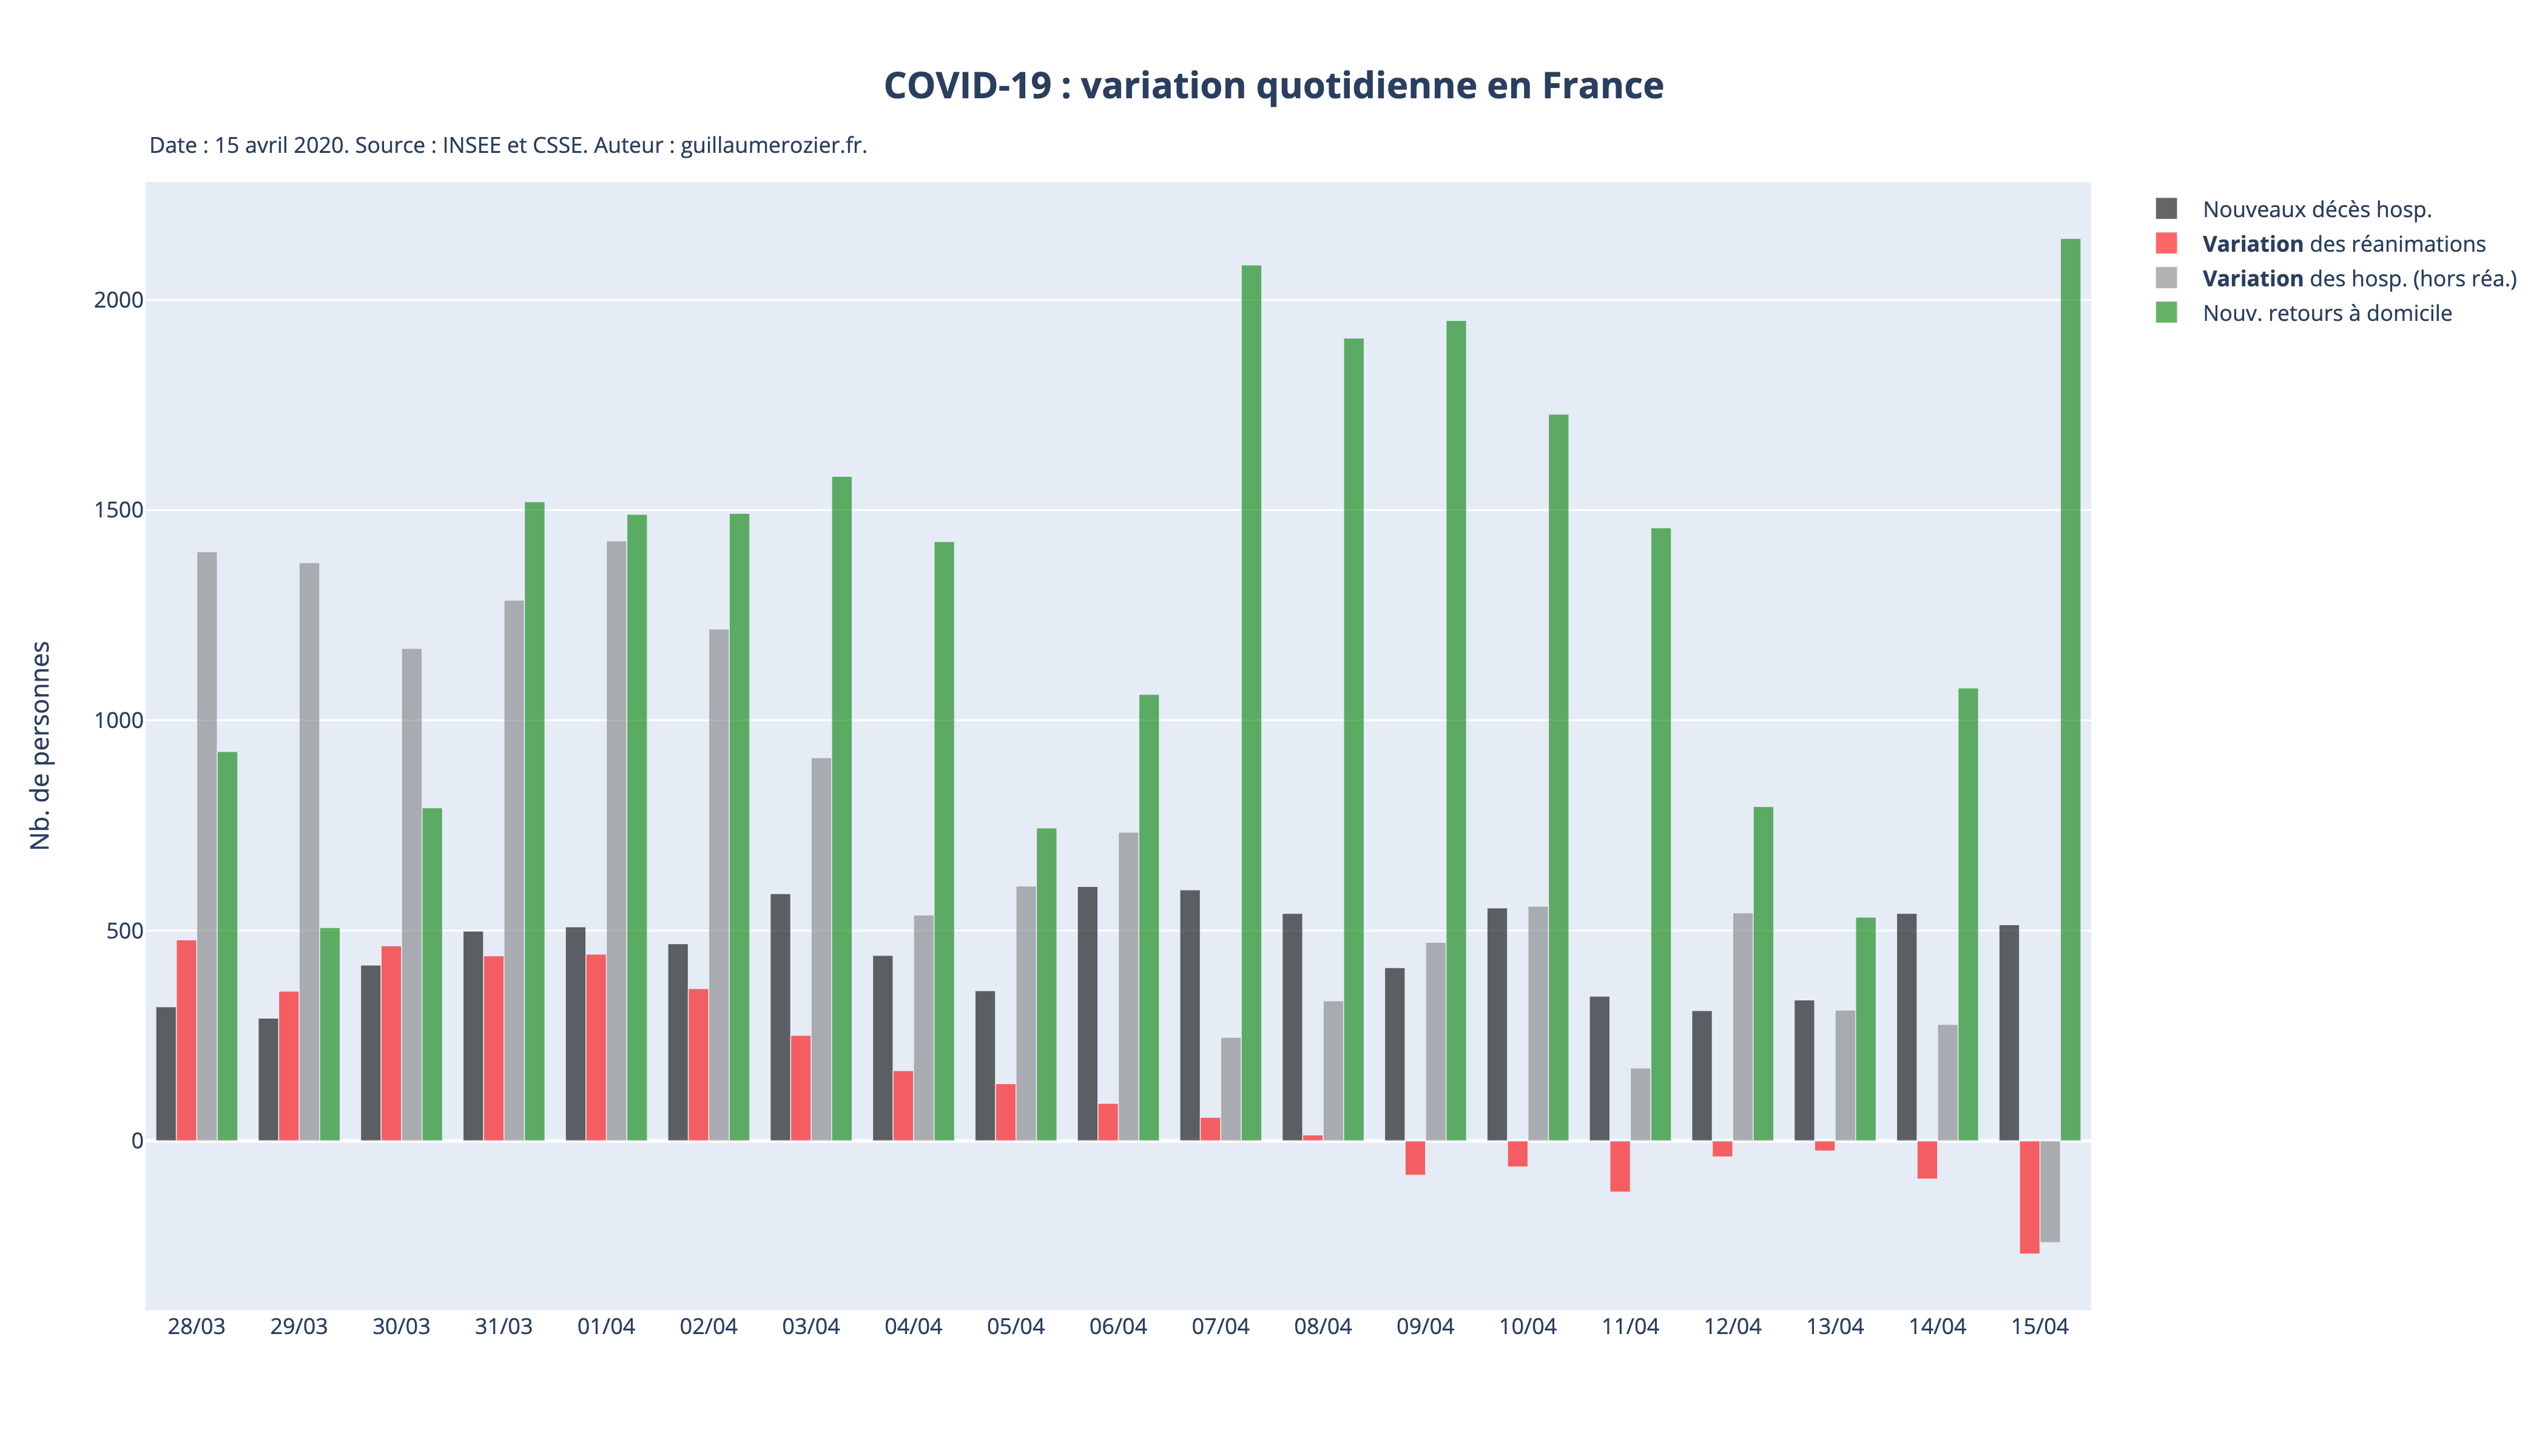 COVID-19 : variation quotidienne en France
Date : 15 avril 2020. Source : INSEE et CSSE. Auteur : guillaumerozier.fr.
Nouveaux décès hosp.
Variation des réanimations
Variation des hosp. (hors réa.)
Nouv. retours à domicile
Nb. de personnes
2000
1500
1000
500
0
28/03 29/03 30/03 31/03 01/04 02/04 03/04 04/04 05/04 06/04 07/04 08/04 09/04 10/04 11/04 12/04 13/04 14/04 15/04